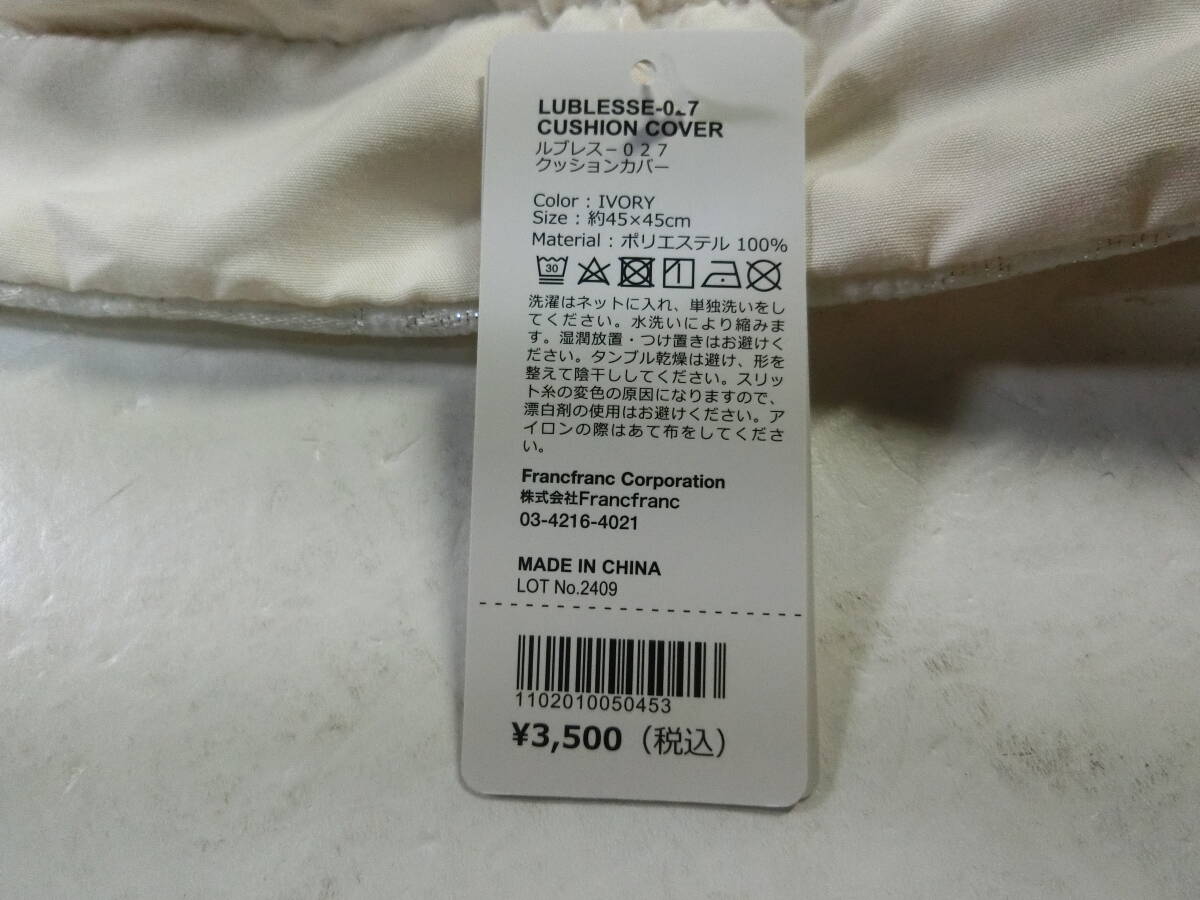 LUBLESSE-027
CUSHION COVER
ルブレス−０２７
クッションカバー
Color : IVORY
Size : 約45×45cm
Material : ポリエステル 100%
30
洗濯はネットに入れ、単独洗いをし
てください。水洗いにより縮みま
す。湿潤放置・つけ置きはお避けく
ださい。タンブル乾燥は避け、形を
整えて陰干ししてください。スリッ
ト糸の変色の原因になりますので、
漂白剤の使用はお避けください。ア
イロンの際はあて布をしてくださ
い。
Francfranc Corporation
株式会社Francfranc
03-4216-4021
MADE IN CHINA
LOT No.2409
1102010050453
¥3,500（税込）